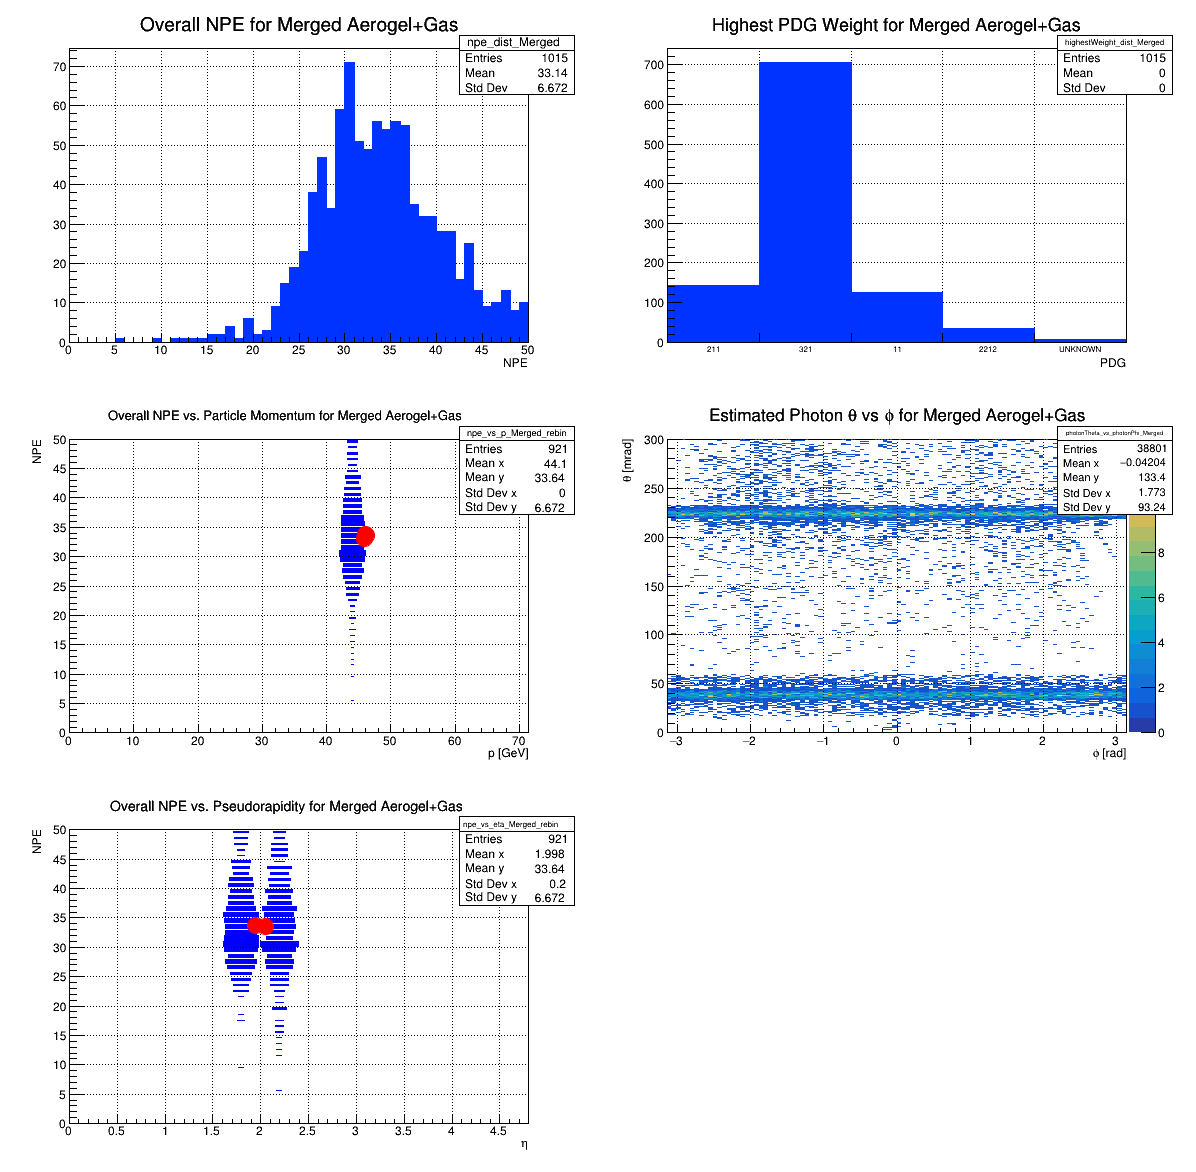 Overall NPE for Merged Aerogel+Gas
npe_dist_Merged
Entries 1015
Mean 33.14
Std Dev 6.672
70
60
50
40
30
20
10
0
0 5 10 15 20 25 30 35 40 45 50
NPE
Highest PDG Weight for Merged Aerogel+Gas
highestWeight_dist_Merged
Entries 1015
Mean 0
Std Dev 0
700
600
500
400
300
200
100
0
211 321 11 2212 UNKNOWN
PDG
Overall NPE vs. Particle Momentum for Merged Aerogel+Gas
npe_vs_p_Merged_rebin
Entries 921
Mean x 44.1
Mean y 33.64
Std Dev x 0
Std Dev y 6.672
NPE
50
45
40
35
30
25
20
15
10
5
0
0 10 20 30 40 50 60 70
p [GeV]
Estimated Photon θ vs ϕ for Merged Aerogel+Gas
photonTheta_vs_photonPhi_Merged
Entries 38801
Mean x −0.04204
Mean y 133.4
Std Dev x 1.773
Std Dev y 93.24
θ [mrad]
300
250
200
150
100
50
0
−3 −2 −1 0 1 2 3
ϕ [rad]
8
6
4
2
0
Overall NPE vs. Pseudorapidity for Merged Aerogel+Gas
npe_vs_eta_Merged_rebin
Entries 921
Mean x 1.998
Mean y 33.64
Std Dev x 0.2
Std Dev y 6.672
NPE
50
45
40
35
30
25
20
15
10
5
0
0 0.5 1 1.5 2 2.5 3 3.5 4 4.5
η